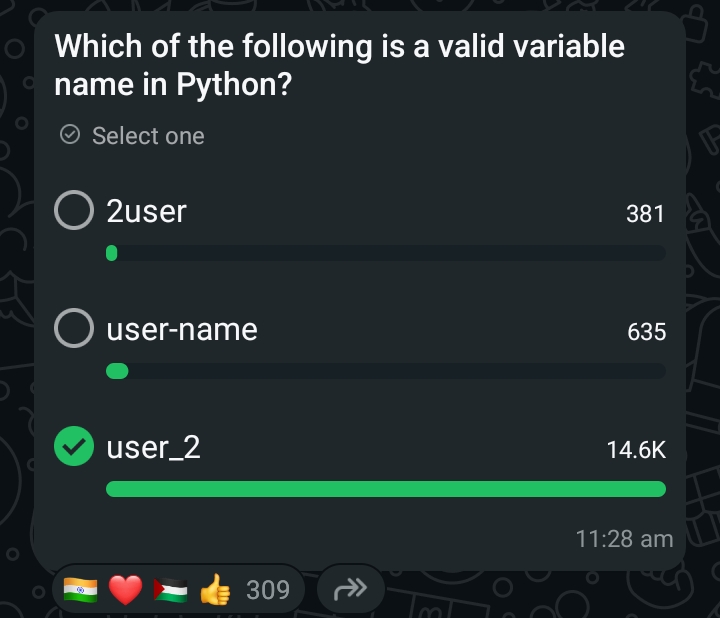 Which of the following is a valid variable
name in Python?
Select one
2user
381
user-name
635
user_2
14.6K
11:28 am
309